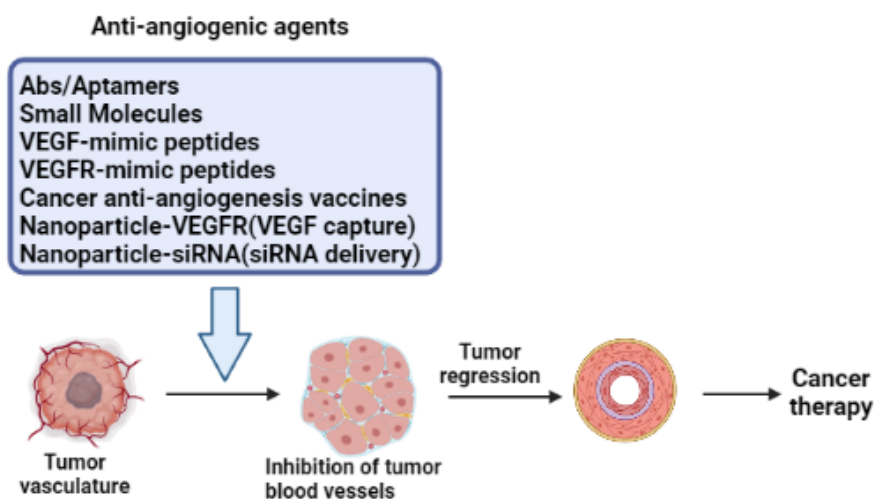 Anti-angiogenic agents
Abs/Aptamers
Small Molecules
VEGF-mimic peptides
VEGFR-mimic peptides
Cancer anti-angiogenesis vaccines
Nanoparticle-VEGFR(VEGF capture)
Nanoparticle-siRNA(siRNA delivery)
Tumor
vasculature
Inhibition of tumor
blood vessels
Tumor
regression
Cancer
therapy